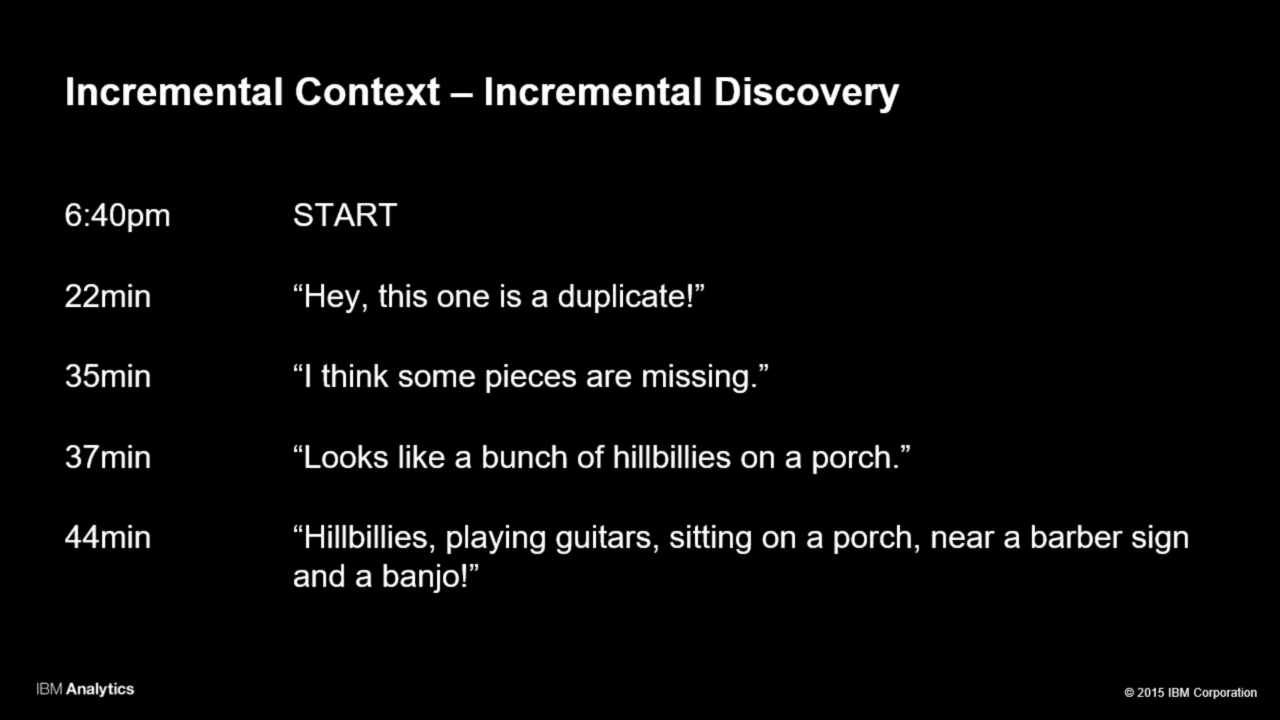 Incremental Context – Incremental Discovery
6:40pm START
22min “Hey, this one is a duplicate!”
35min “I think some pieces are missing.”
37min “Looks like a bunch of hillbillies on a porch.”
44min “Hillbillies, playing guitars, sitting on a porch, near a barber sign
and a banjo!”
IBM Analytics
© 2015 IBM Corporation